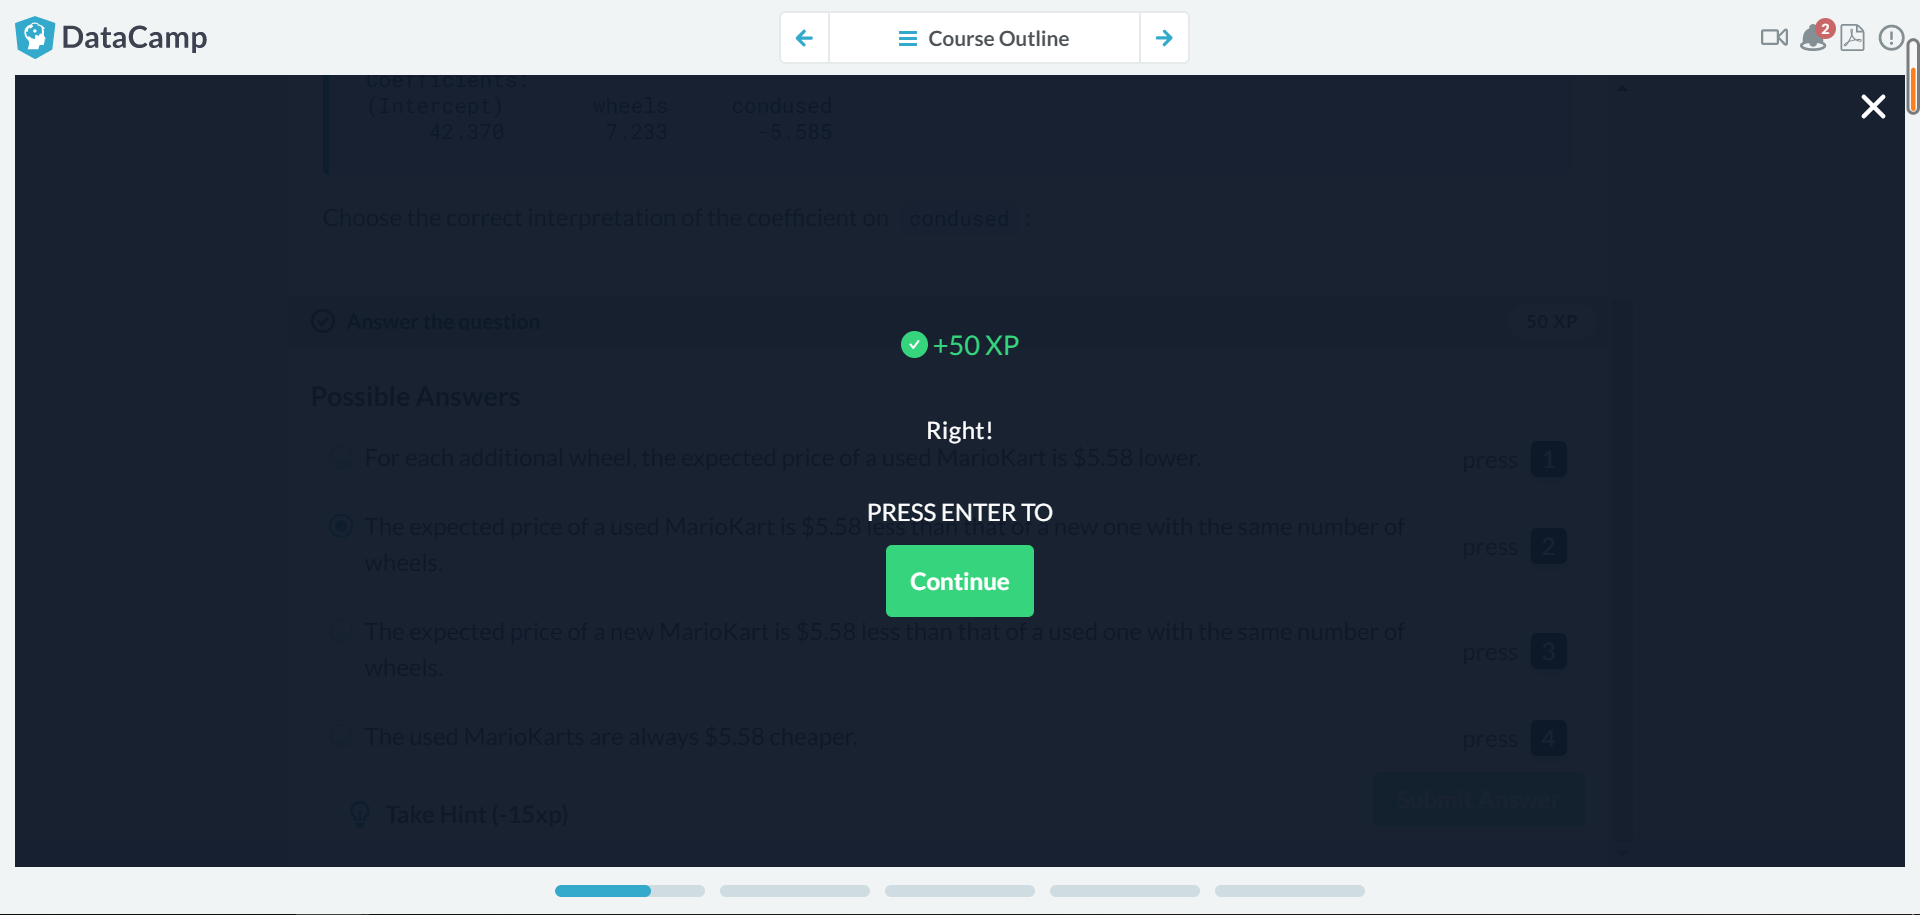 DataCamp
Course Outline
2
Coefficients:
(Intercept) wheels condused
42.370 7.233 -5.585
Choose the correct interpretation of the coefficient on condused :
Answer the question
50 XP
+50 XP
Possible Answers
Right!
For each additional wheel, the expected price of a used MarioKart is $5.58 lower.
press 1
PRESS ENTER TO
The expected price of a used MarioKart is $5.58 less than that of a new one with the same number of
wheels.
press 2
Continue
The expected price of a new MarioKart is $5.58 less than that of a used one with the same number of
wheels.
press 3
The used MarioKarts are always $5.58 cheaper.
press 4
Take Hint (-15xp)
Submit Answer